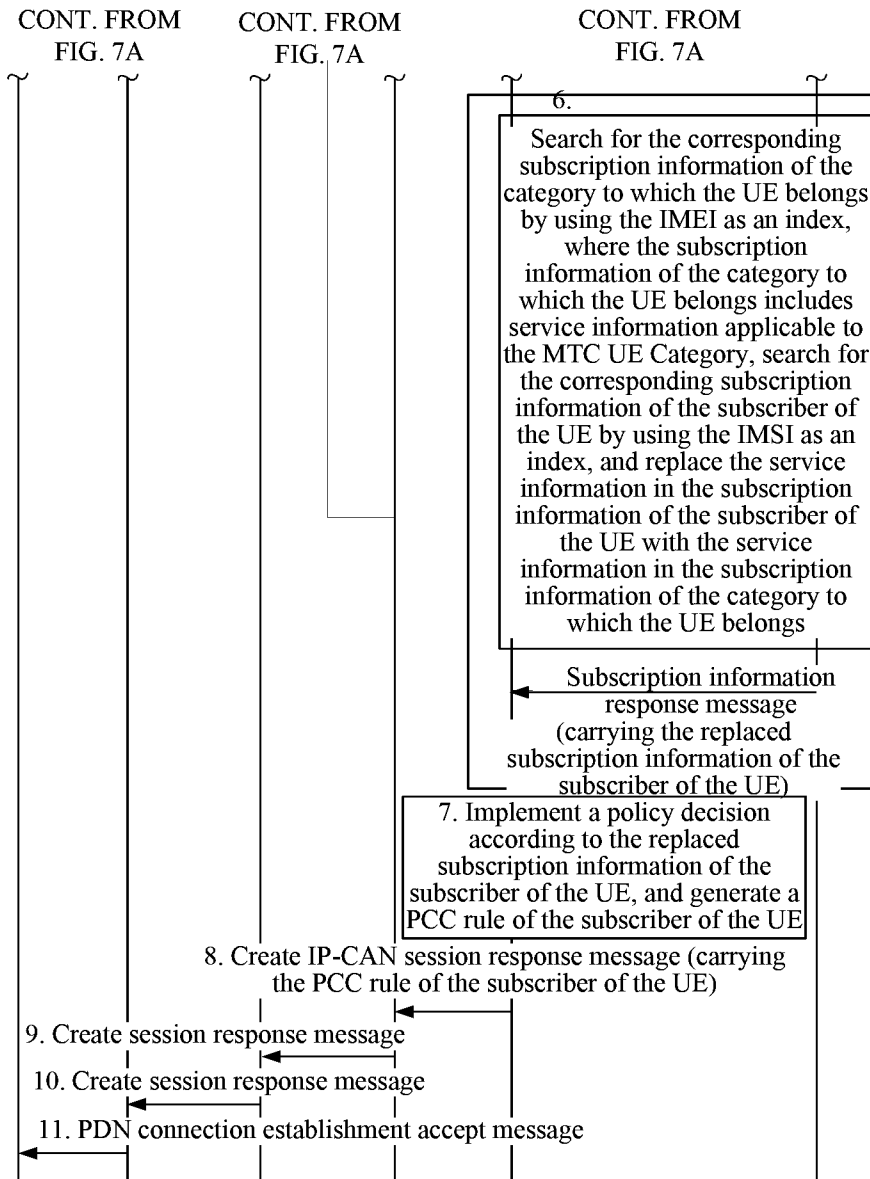 CONT. FROM
FIG. 7A
CONT. FROM
FIG. 7A
CONT. FROM
FIG. 7A
6.
Search for the corresponding
subscription information of the
category to which the UE belongs
by using the IMEI as an index,
where the subscription
information of the category to
which the UE belongs includes
service information applicable to
the MTC UE Category, search for
the corresponding subscription
information of the subscriber of
the UE by using the IMSI as an
index, and replace the service
information in the subscription
information of the subscriber of
the UE with the service
information in the subscription
information of the category to
which the UE belongs
Subscription information
response message
(carrying the replaced
subscription information of the
subscriber of the UE)
7. Implement a policy decision
according to the replaced
subscription information of the
subscriber of the UE, and generate a
PCC rule of the subscriber of the UE
8. Create IP-CAN session response message (carrying
the PCC rule of the subscriber of the UE)
9. Create session response message
10. Create session response message
11. PDN connection establishment accept message